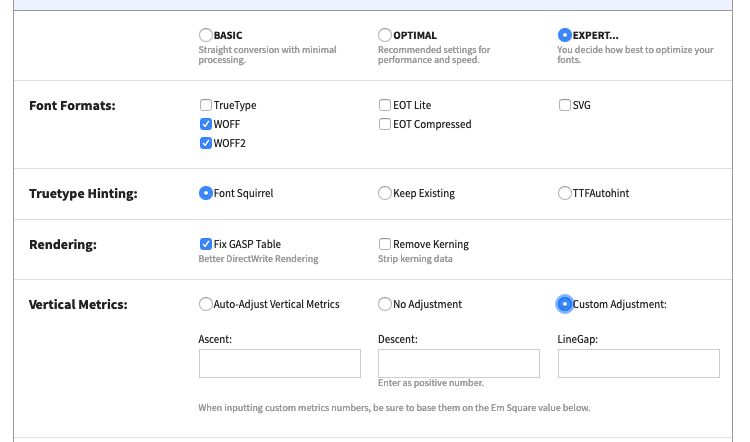 BASIC OPTIMAL EXPERT...
Straight conversion with minimal Recommended settings for You decide how best to optimize your
processing. performance and speed. fonts.
Font Formats: TrueType EOT Lite SVG
WOFF EOT Compressed
WOFF2
Truetype Hinting: Font Squirrel Keep Existing TTFAutohint
Rendering: Fix GASP Table Remove Kerning
Better DirectWrite Rendering Strip kerning data
Vertical Metrics: Auto-Adjust Vertical Metrics No Adjustment Custom Adjustment:
Ascent: Descent: LineGap:
Enter as positive number.
When inputting custom metrics numbers, be sure to base them on the Em Square value below.